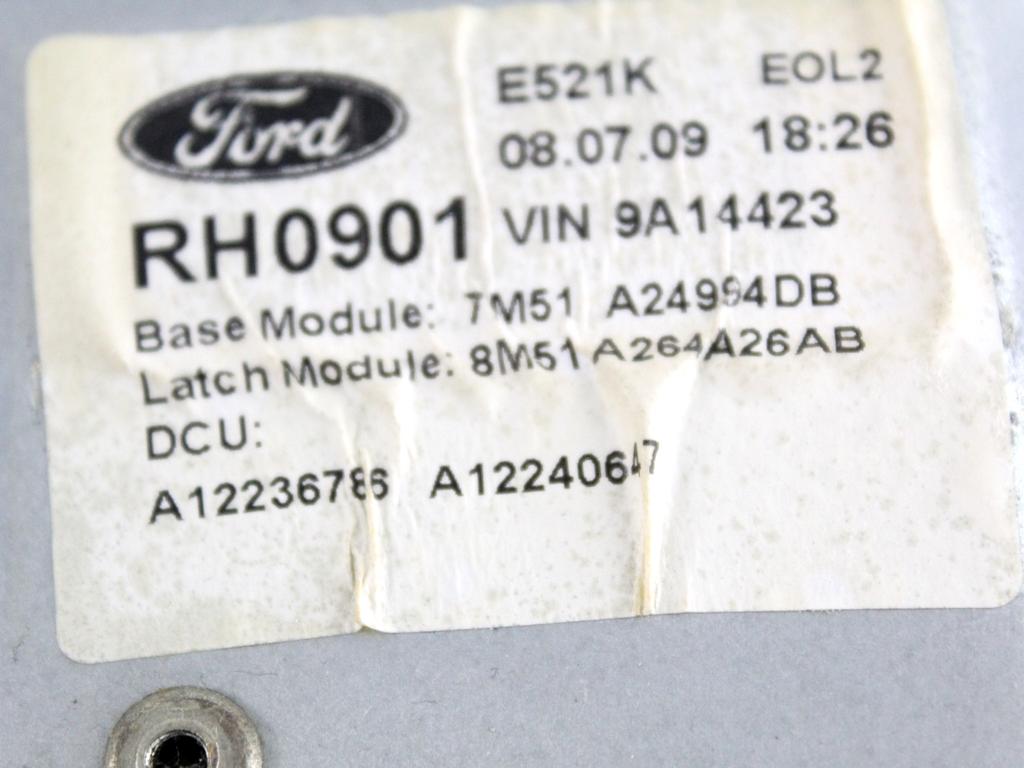 Ford
E521K EOL2
08.07.09 18:26
RH0901 VIN 9A14423
Base Module: 7M51 A24994DB
Latch Module: 8M51 A264A26AB
DCU:
A12236786 A12240647